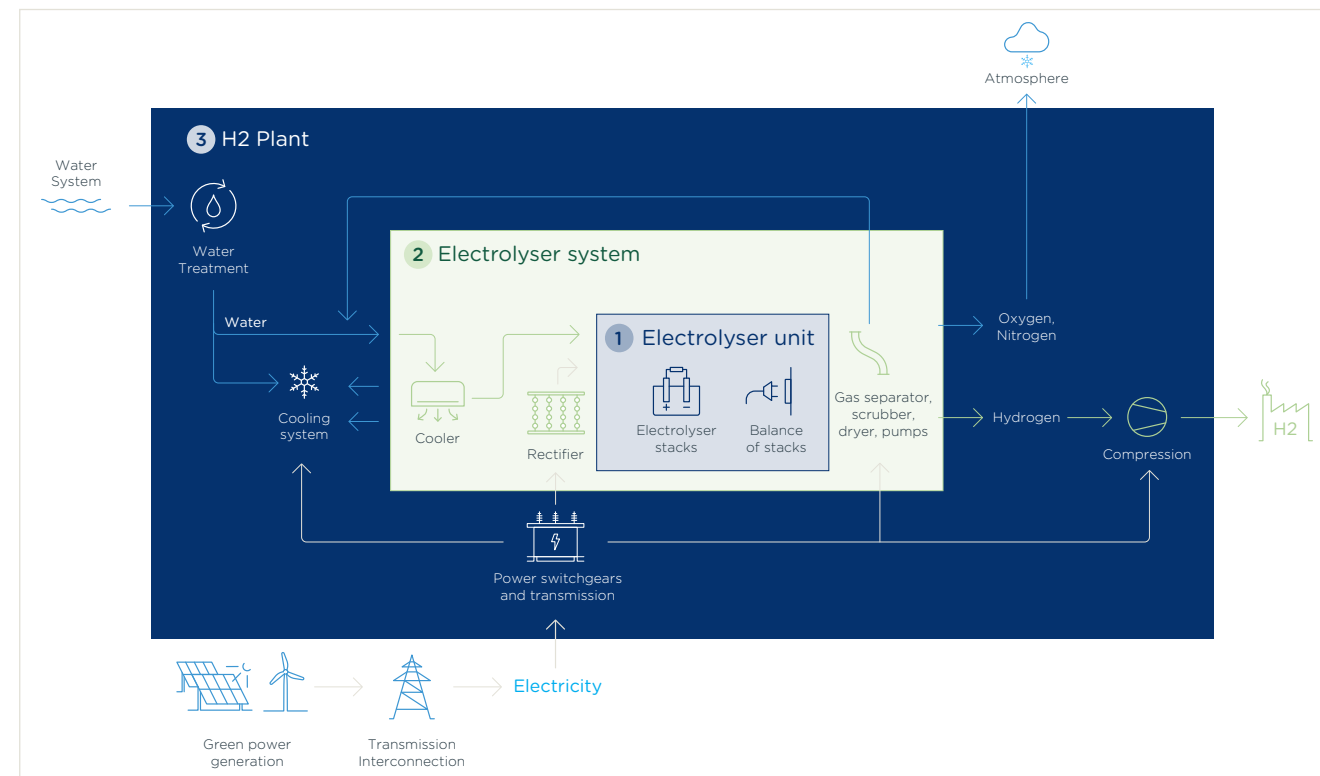 Atmosphere
3 H2 Plant
Water
System
Water
Treatment
2 Electrolyser system
Water
1 Electrolyser unit
Oxygen,
Nitrogen
Cooling
system
Cooler
Rectifier
+ −
Electrolyser
stacks
Balance
of stacks
Gas separator,
scrubber,
dryer, pumps
Hydrogen
Compression
H2
Power switchgears
and transmission
Electricity
Green power
generation
Transmission
Interconnection